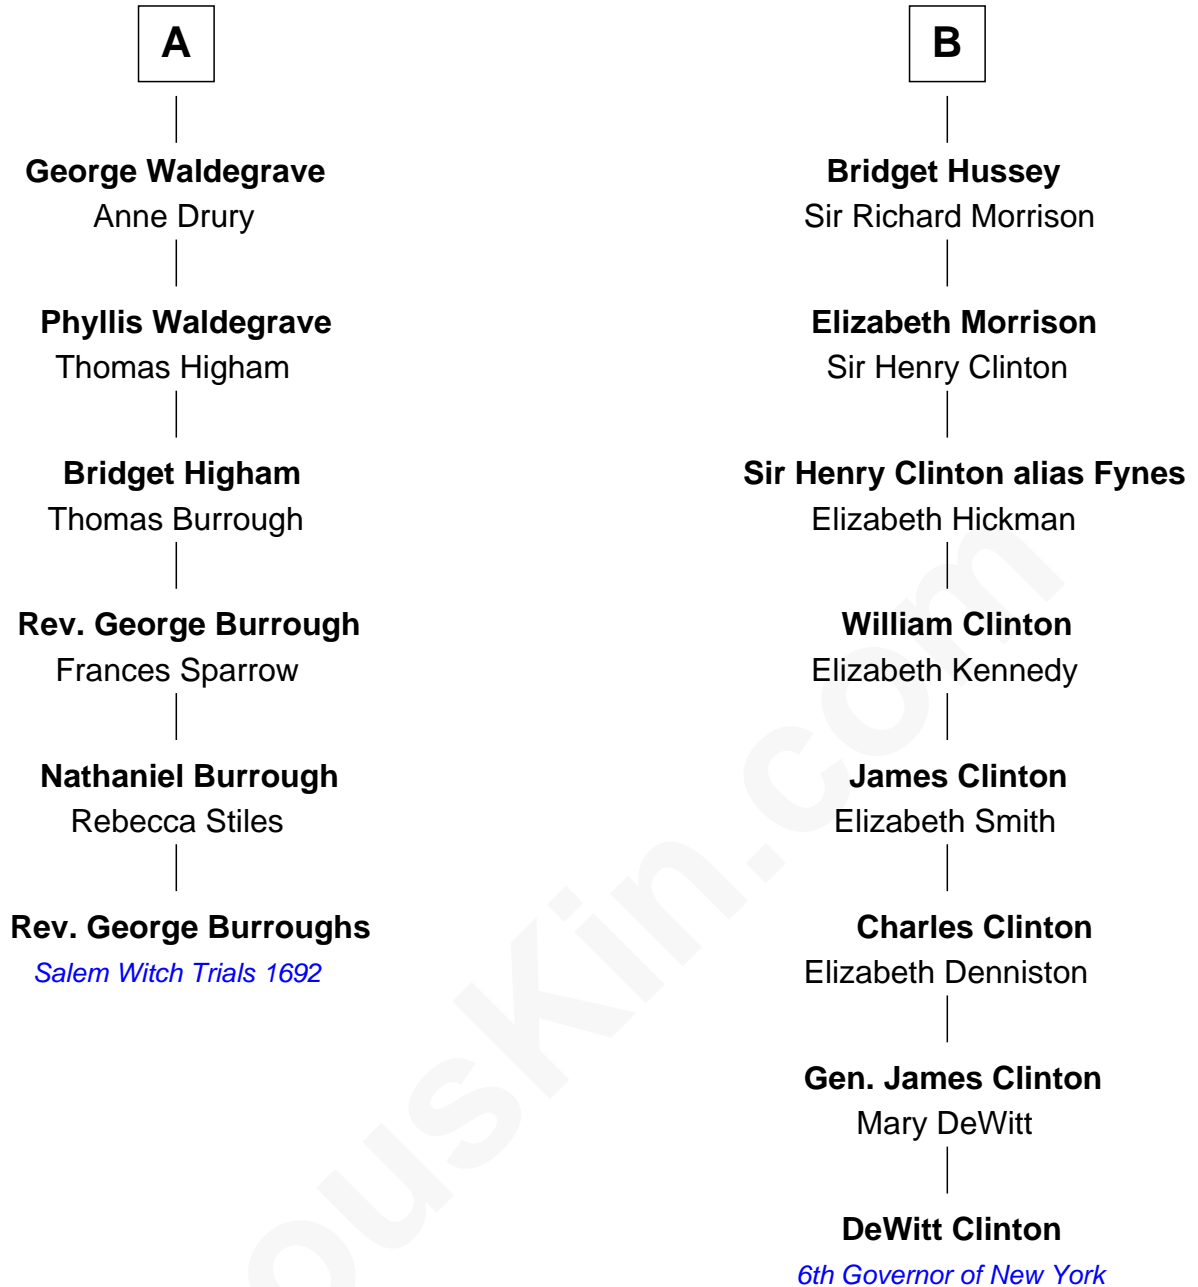 A
George Waldegrave
Anne Drury
Phyllis Waldegrave
Thomas Higham
Bridget Higham
Thomas Burrough
Rev. George Burrough
Frances Sparrow
Nathaniel Burrough
Rebecca Stiles
Rev. George Burroughs
Salem Witch Trials 1692
B
Bridget Hussey
Sir Richard Morrison
Elizabeth Morrison
Sir Henry Clinton
Sir Henry Clinton alias Fynes
Elizabeth Hickman
William Clinton
Elizabeth Kennedy
James Clinton
Elizabeth Smith
Charles Clinton
Elizabeth Denniston
Gen. James Clinton
Mary DeWitt
DeWitt Clinton
6th Governor of New York
ousKin.com